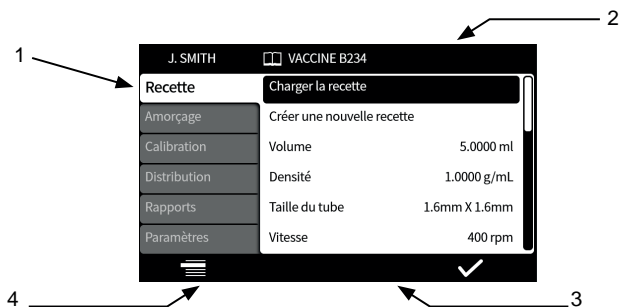 2
1
J. SMITH VACCINE B234
Recette Charger la recette
Amorçage Créer une nouvelle recette
Calibration Volume 5.0000 ml
Distribution Densité 1.0000 g/mL
Rapports Taille du tube 1.6mm X 1.6mm
Paramètres Vitesse 400 rpm
4 3